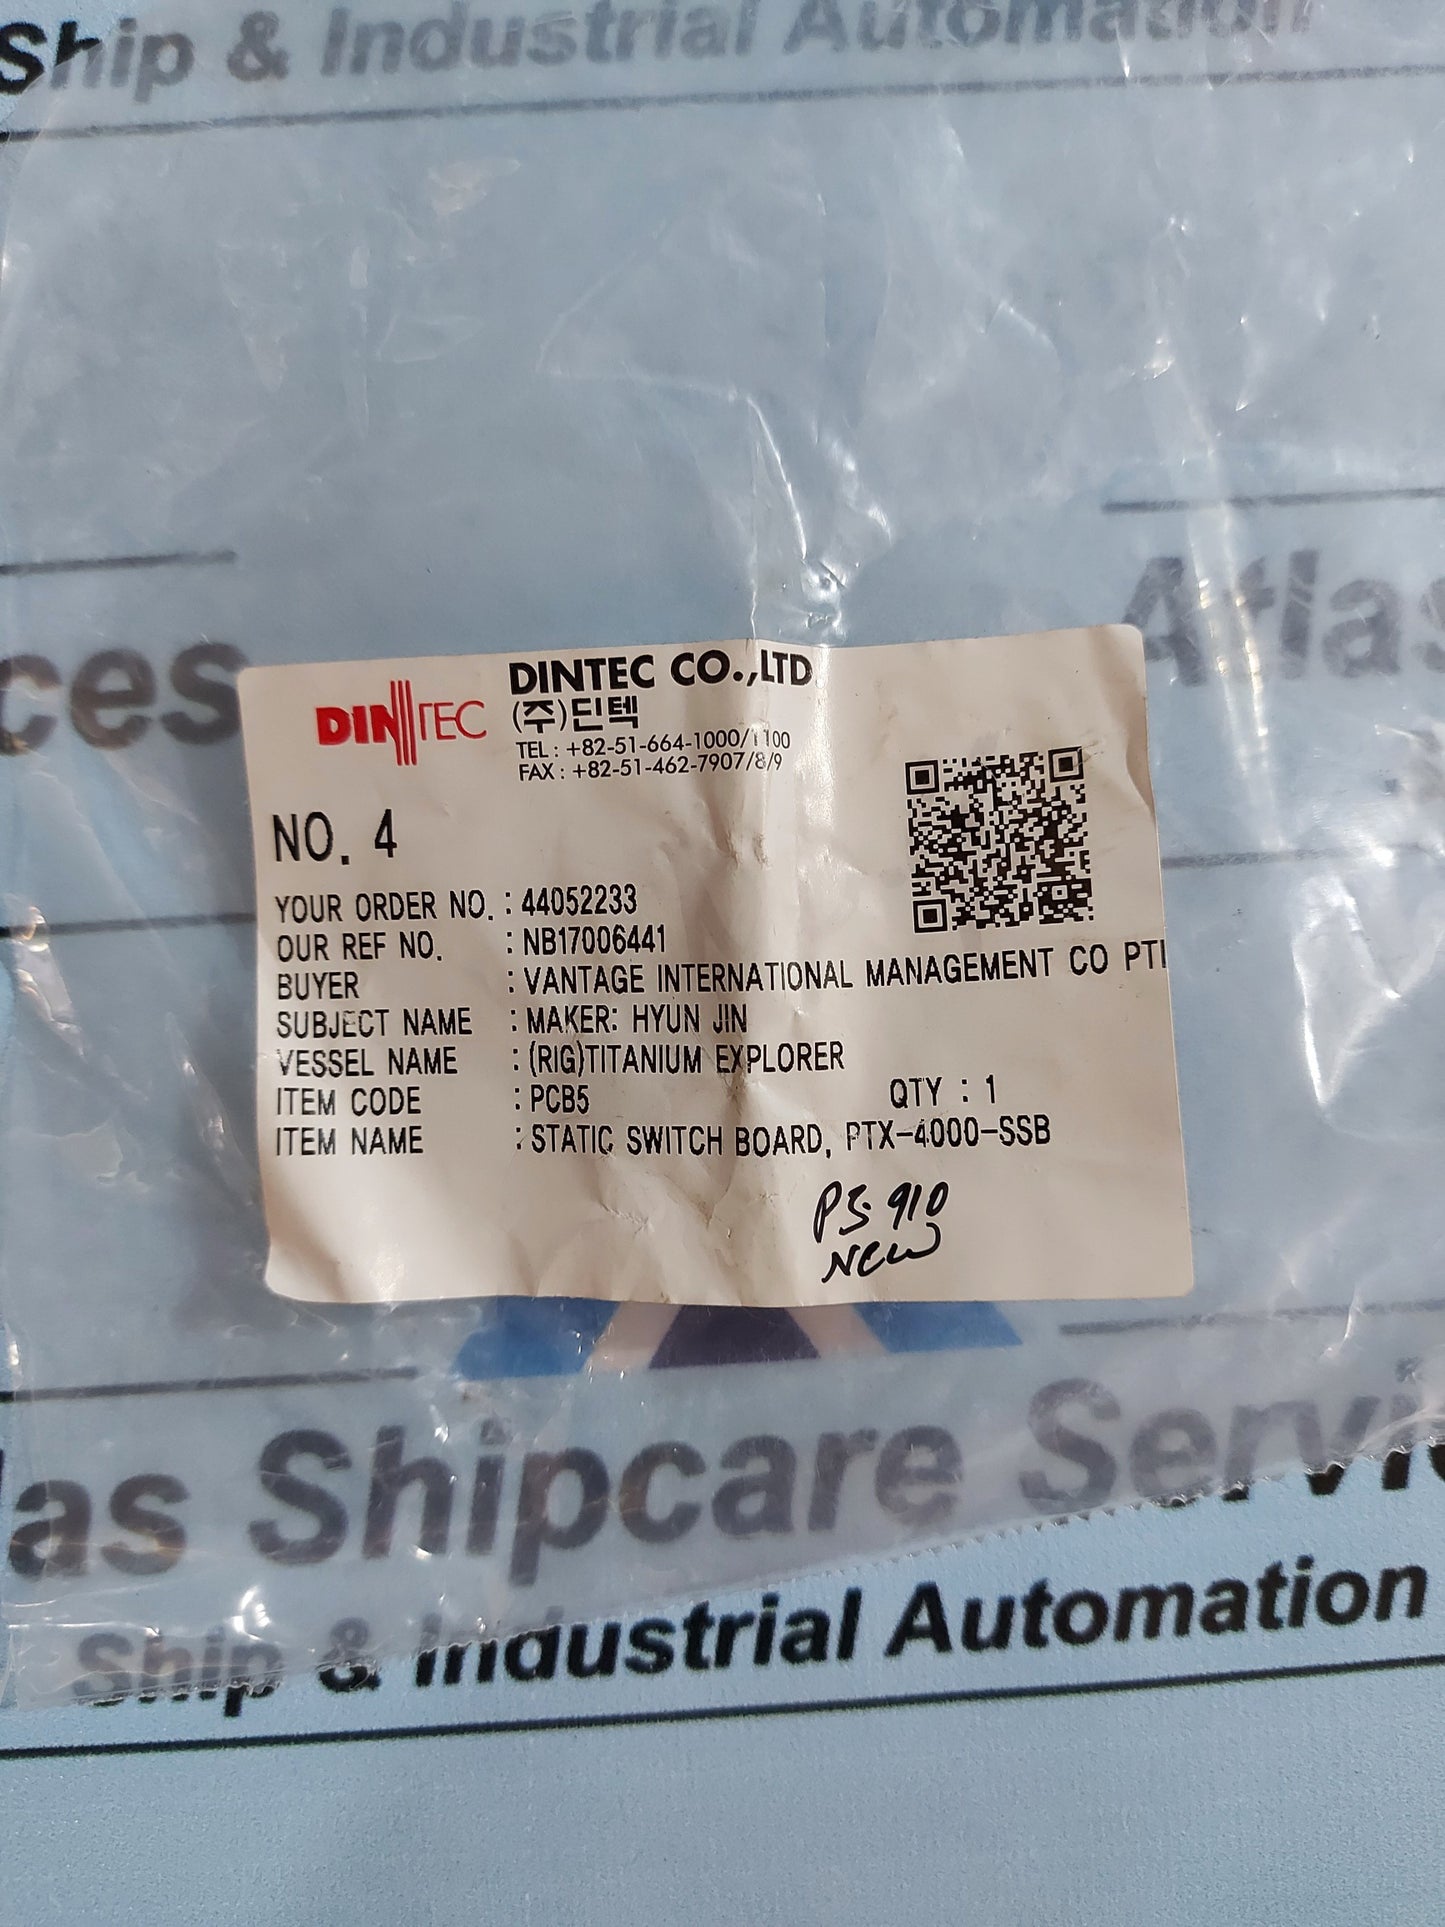 Ship & Industrial Automation
ces
Atlas
DINTEC
DINTEC CO.,LTD
(주)딘텍
TEL : +82-51-664-1000/1100
FAX : +82-51-462-7907/8/9
NO. 4
YOUR ORDER NO. : 44052233
OUR REF NO. : NB17006441
BUYER : VANTAGE INTERNATIONAL MANAGEMENT CO PT
SUBJECT NAME : MAKER: HYUN JIN
VESSEL NAME : (RIG)TITANIUM EXPLORER
ITEM CODE : PCB5 QTY : 1
ITEM NAME : STATIC SWITCH BOARD, PTX-4000-SSB
PS-910
NEW
las Shipcare Servi
Ship & Industrial Automation